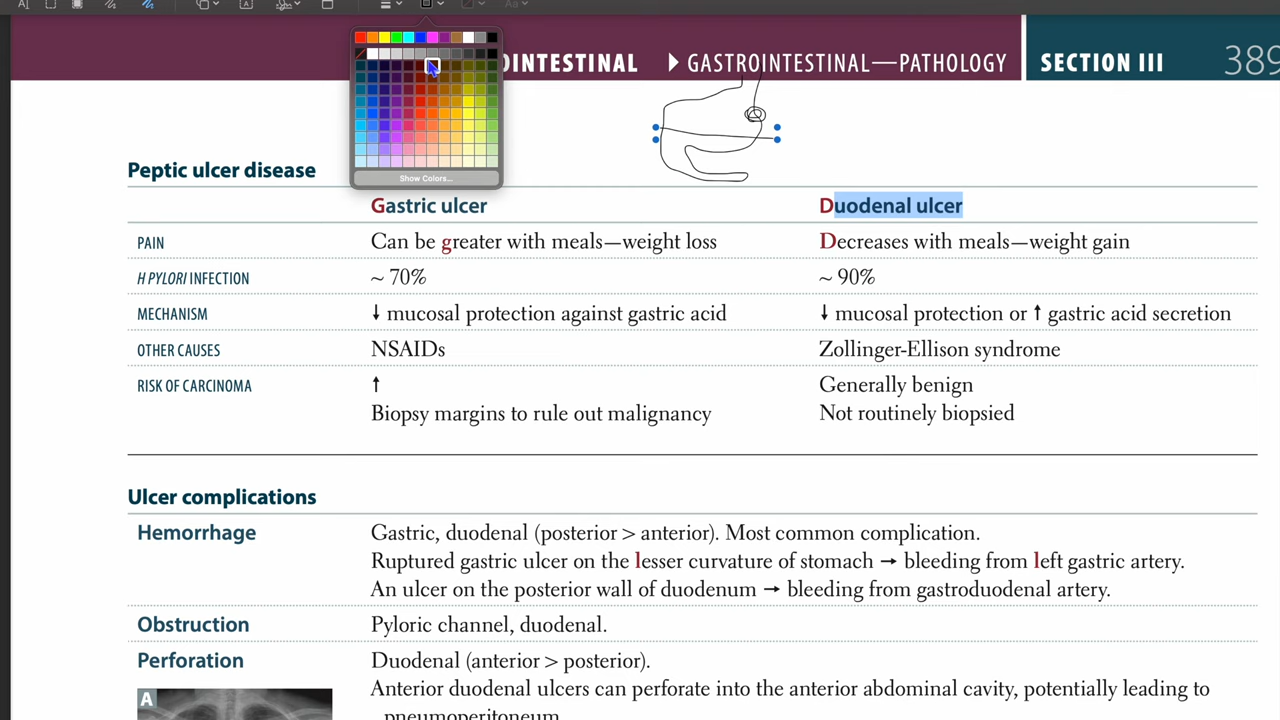 OINTESTINAL ▶ GASTROINTESTINAL—PATHOLOGY SECTION III 389
Show Colors...
Peptic ulcer disease
Gastric ulcer Duodenal ulcer
PAIN Can be greater with meals—weight loss Decreases with meals—weight gain
H PYLORI INFECTION ~ 70% ~ 90%
MECHANISM ↓ mucosal protection against gastric acid ↓ mucosal protection or ↑ gastric acid secretion
OTHER CAUSES NSAIDs Zollinger-Ellison syndrome
RISK OF CARCINOMA ↑ Generally benign
Biopsy margins to rule out malignancy Not routinely biopsied
Ulcer complications
Hemorrhage Gastric, duodenal (posterior > anterior). Most common complication.
Ruptured gastric ulcer on the lesser curvature of stomach → bleeding from left gastric artery.
An ulcer on the posterior wall of duodenum → bleeding from gastroduodenal artery.
Obstruction Pyloric channel, duodenal.
Perforation Duodenal (anterior > posterior).
A Anterior duodenal ulcers can perforate into the anterior abdominal cavity, potentially leading to
pneumoperitoneum.